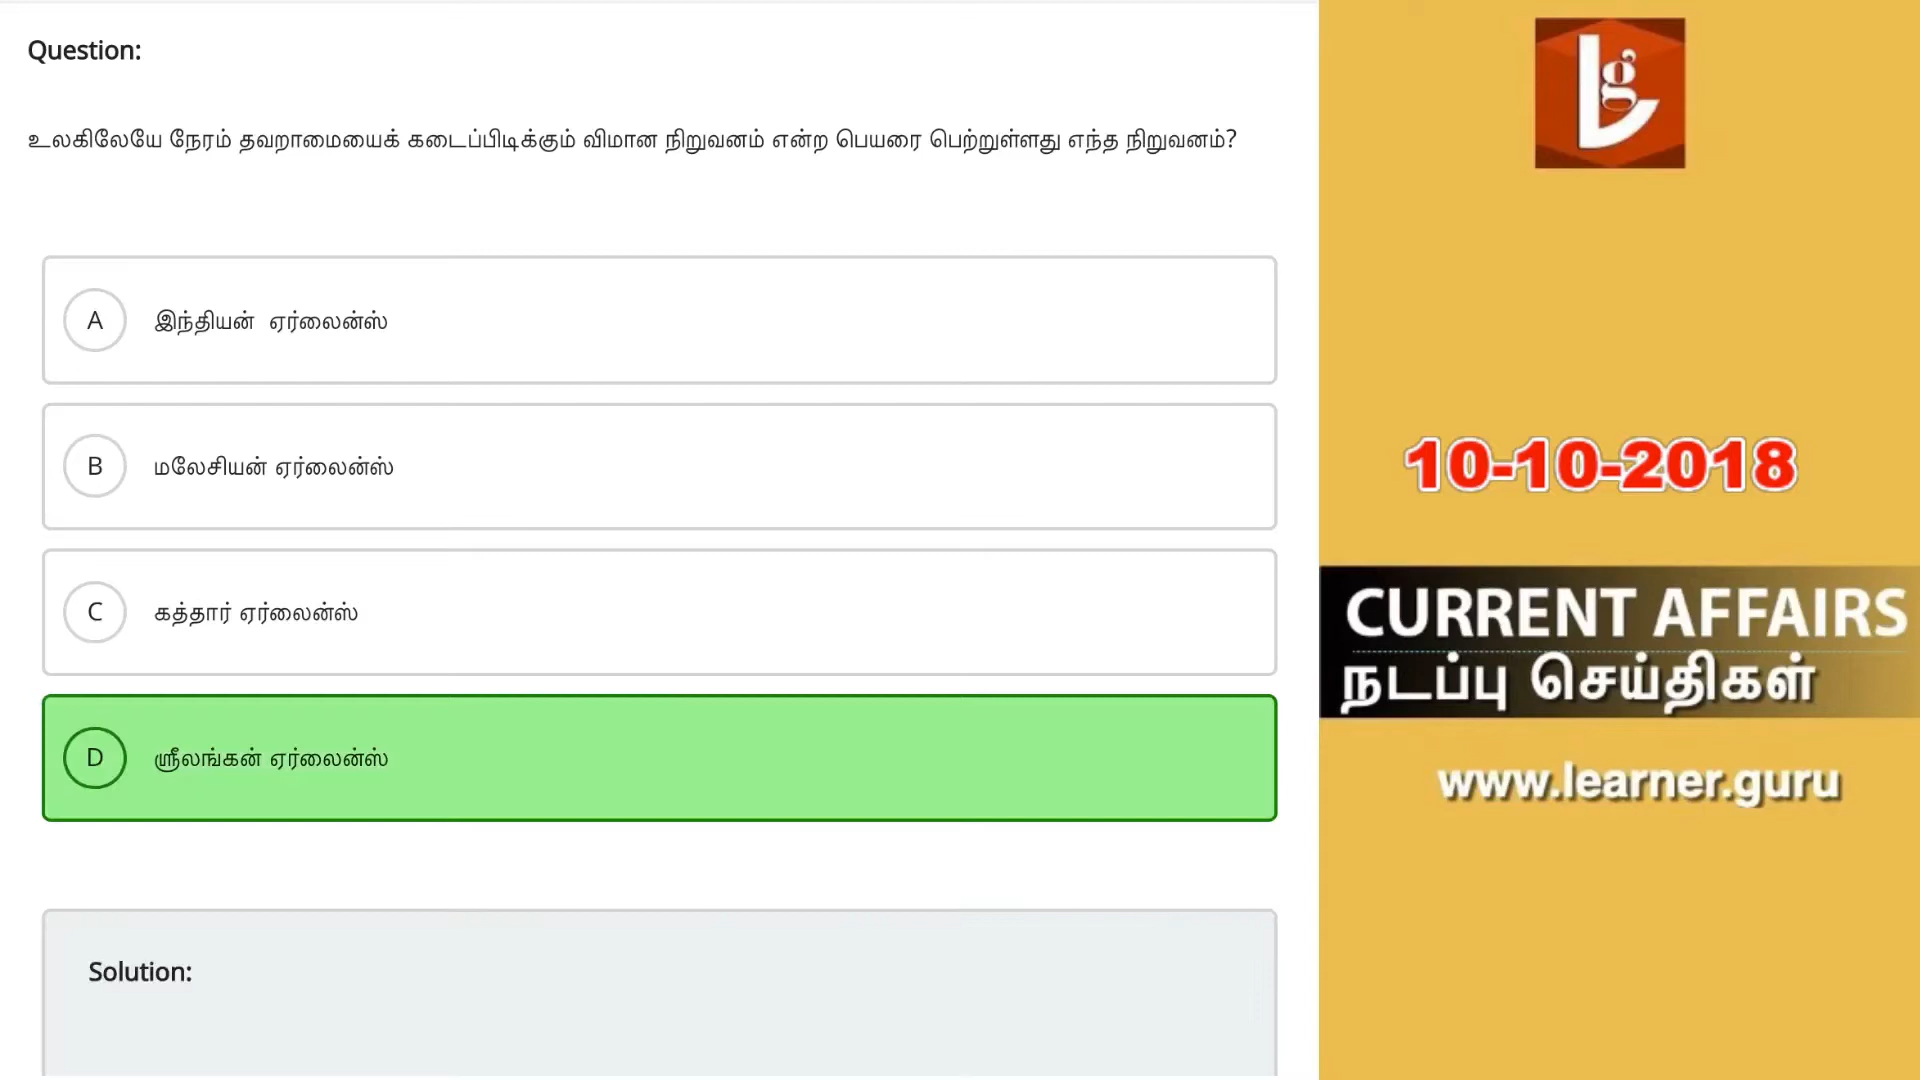 Question:
உலகிலேயே நேரம் தவறாமையைக் கடைப்பிடிக்கும் விமான நிறுவனம் என்ற பெயரை பெற்றுள்ளது எந்த நிறுவனம்?
A இந்தியன் ஏர்லைன்ஸ்
B மலேசியன் ஏர்லைன்ஸ்
C கத்தார் ஏர்லைன்ஸ்
D ஸ்ரீலங்கன் ஏர்லைன்ஸ்
Solution:
Lg
10-10-2018
CURRENT AFFAIRS
நடப்பு செய்திகள்
www.learner.guru